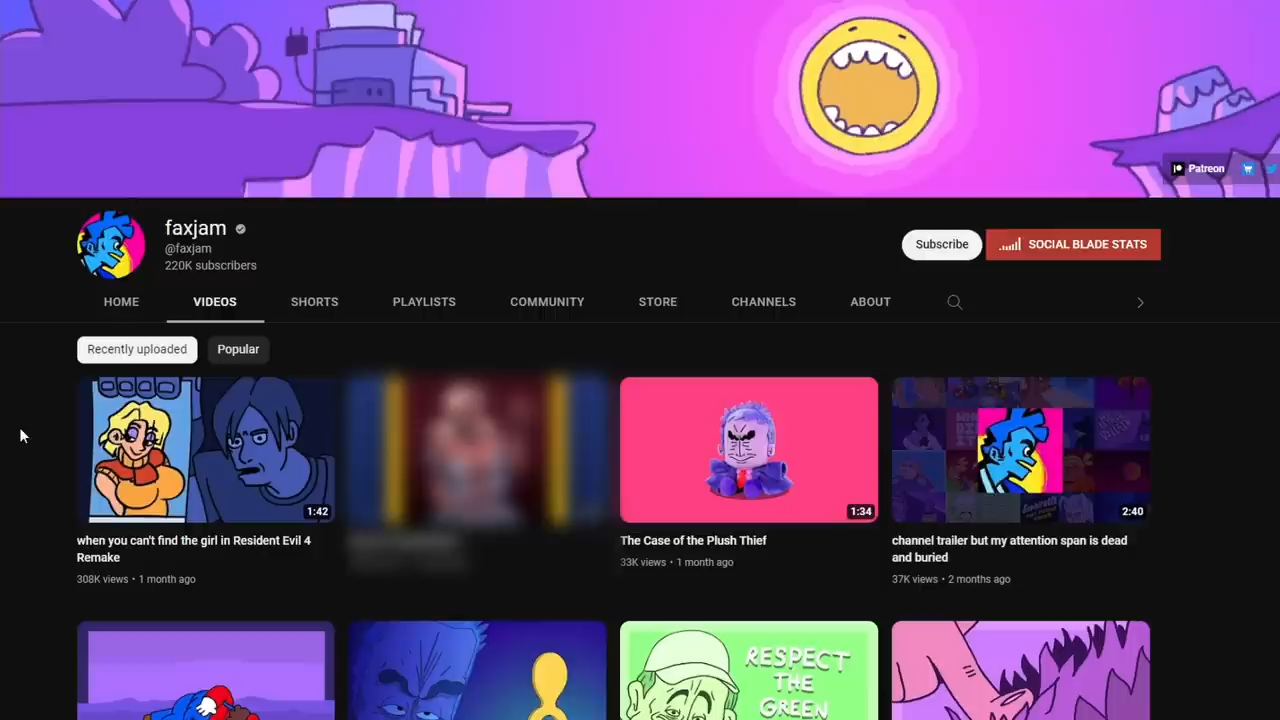 Patreon
faxjam
@faxjam
220K subscribers
Subscribe
SOCIAL BLADE STATS
HOME
VIDEOS
SHORTS
PLAYLISTS
COMMUNITY
STORE
CHANNELS
ABOUT
Recently uploaded
Popular
1:42
1:34
2:40
when you can't find the girl in Resident Evil 4
Remake
308K views • 1 month ago
The Case of the Plush Thief
33K views • 1 month ago
channel trailer but my attention span is dead
and buried
37K views • 2 months ago
RESPECT
THE
GREEN